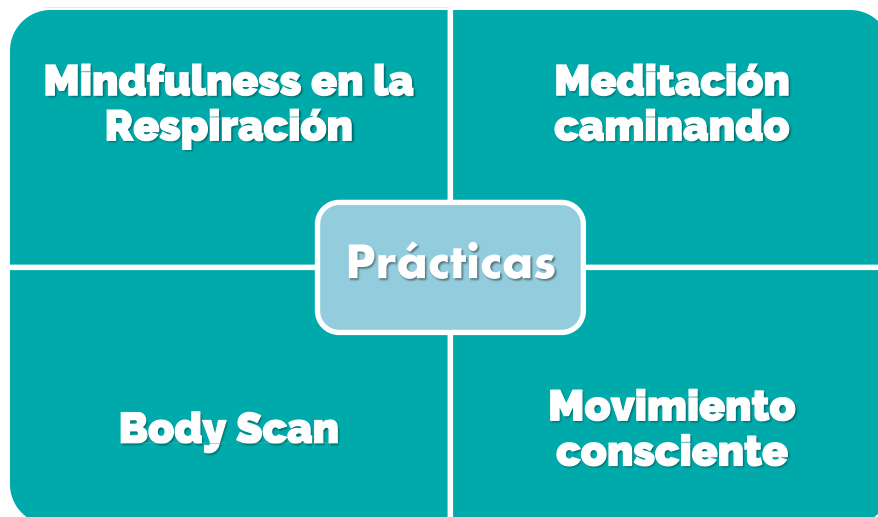 Mindfulness en la
Respiración
Meditación
caminando
Prácticas
Body Scan
Movimiento
consciente